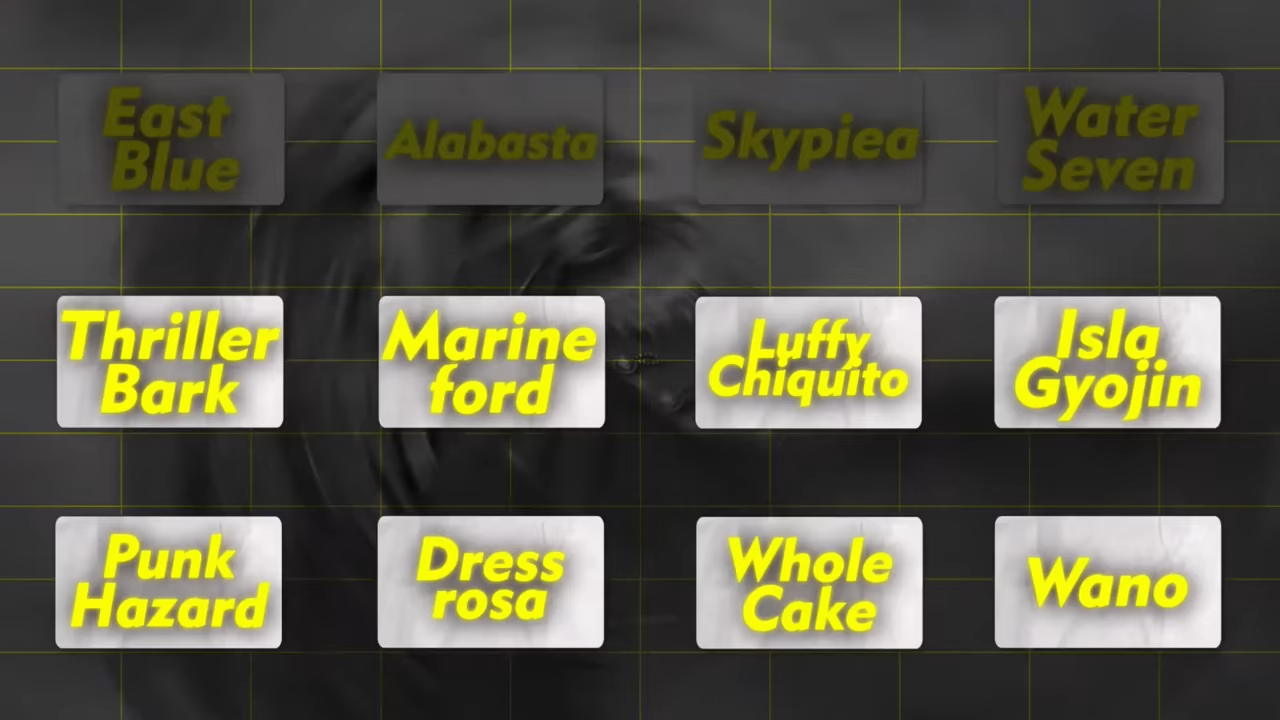 East
Blue
Alabasta
Skypiea
Water
Seven
Thriller
Bark
Marine
ford
Luffy
Chiquito
Isla
Gyojin
Punk
Hazard
Dress
rosa
Whole
Cake
Wano